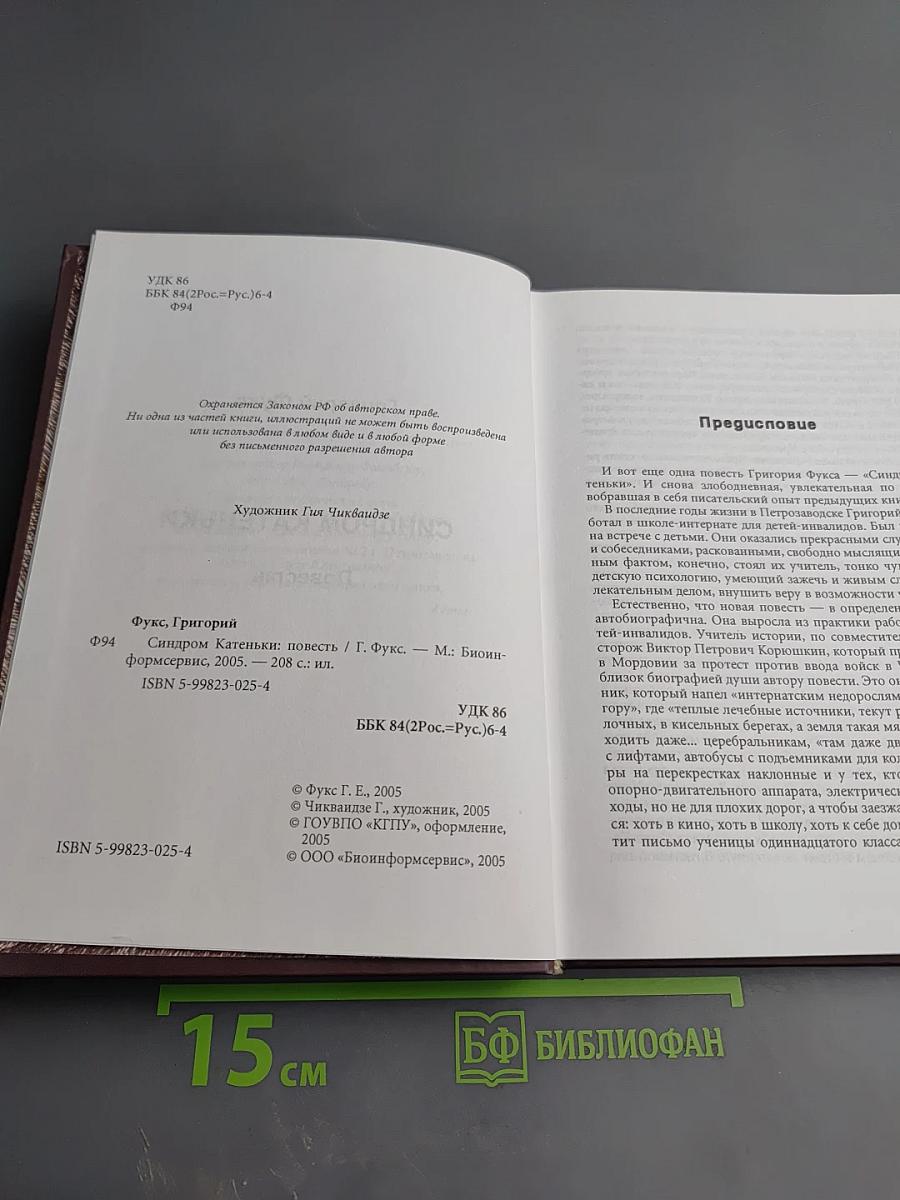 УДК 86
ББК 84(2Рос.=Рус.)6-4
Ф94
Охраняется Законом РФ об авторском праве.
Ни одна из частей книги, иллюстраций не может быть воспроизведена
или использована в любом виде и в любой форме
без письменного разрешения автора
Художник Гия Чиквадзе
Фукс, Григорий
Ф94 Синдром Катеньки: повесть / Г. Фукс. — М.: Биоин-
формсервис, 2005. — 208 с.: ил.
ISBN 5-99823-025-4
УДК 86
ББК 84(2Рос.=Рус.)6-4
© Фукс Г. Е., 2005
© Чикваидзе Г., художник, 2005
© ГОУВПО «КГПУ», оформление,
2005
© ООО «Биоинформсервис», 2005
ISBN 5-99823-025-4
Предисловие
И вот еще одна повесть Григория Фукса — «Синд
теньки». И снова злободневная, увлекательная по
вобравшая в себя писательский опыт предыдущих кни
В последние годы жизни в Петрозаводске Григорий
ботал в школе-интернате для детей-инвалидов. Был
на встрече с детьми. Они оказались прекрасными слу
и собеседниками, раскованными, свободно мыслящи
ным фактом, конечно, стоял их учитель, тонко чу
детскую психологию, умеющий зажечь и живым сл
лекательным делом, внушить веру в возможности ч
Естественно, что новая повесть — в определен
автобиографична. Она выросла из практики рабо
тей-инвалидов. Учитель истории, по совместител
сторож Виктор Петрович Корюшкин, который пр
в Мордовии за протест против ввода войск в Ч
близок биографией души автору повести. Это он
ник, который напел «интернатским недорослям
гору», где «теплые лечебные источники, текут р
лочных, в кисельных берегах, а земля такая мя
ходить даже... церебральникам, «там даже дв
с лифтами, автобусы с подъемниками для кол
ры на перекрестках наклонные и у тех, кто
опорно-двигательного аппарата, электрическ
ходы, но не для плохих дорог, а чтобы заезжа
ся: хоть в кино, хоть в школу, хоть к себе дом
тит письмо ученицы одиннадцатого класса
15 см
БФ БИБЛИОФАН